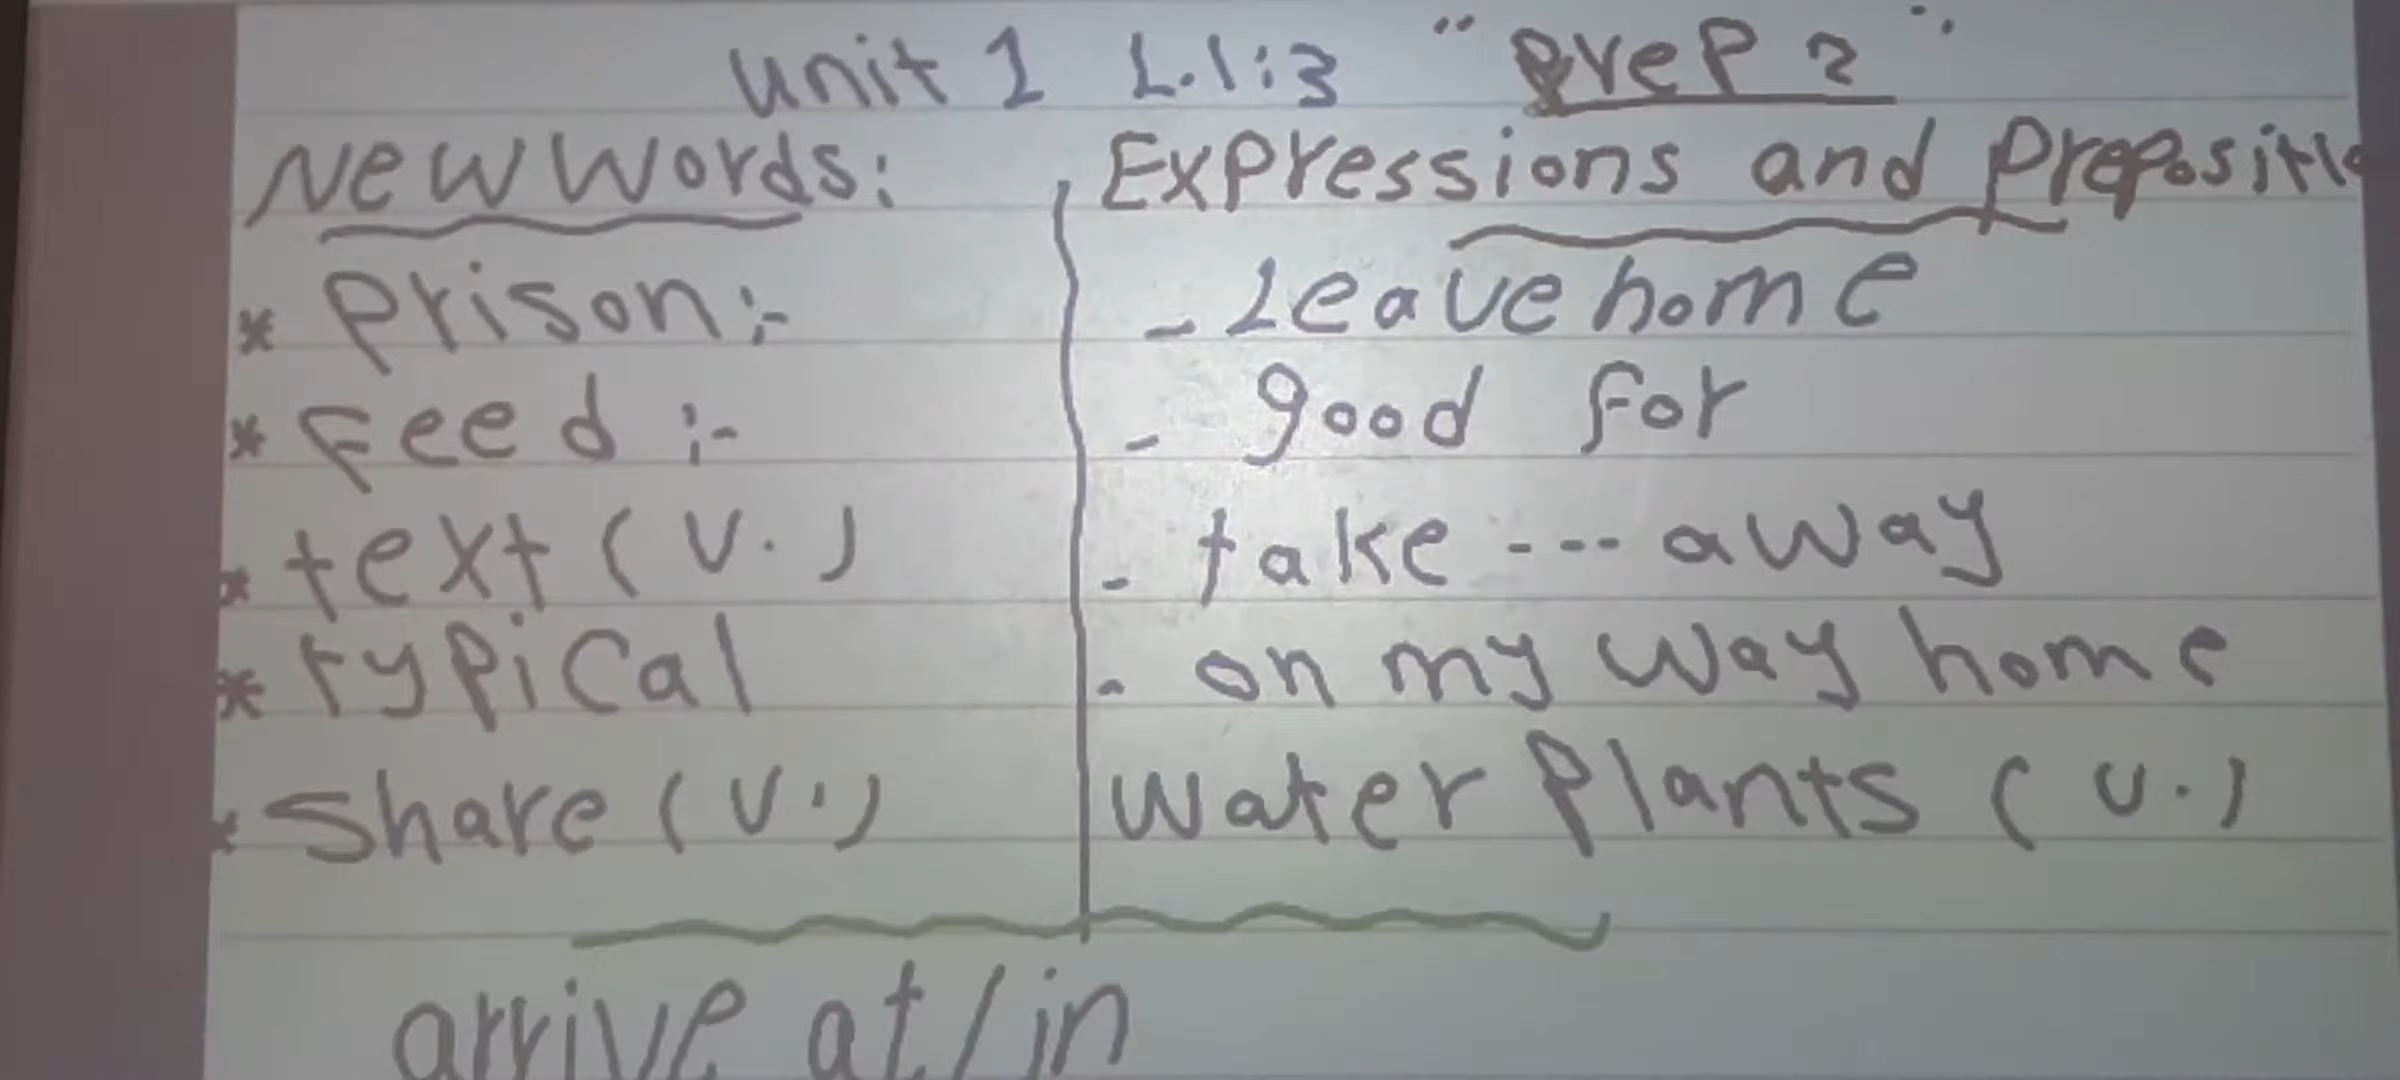 unit 1 L.1:3 "prep 2"
New Words:
* Prison:-
* Feed :-
* text (v.)
* typical
* Share (v.)
Expressions and Prepositio
- Leave home
- good for
- take --- away
- on my way home
Water Plants (v.)
arrive at/in